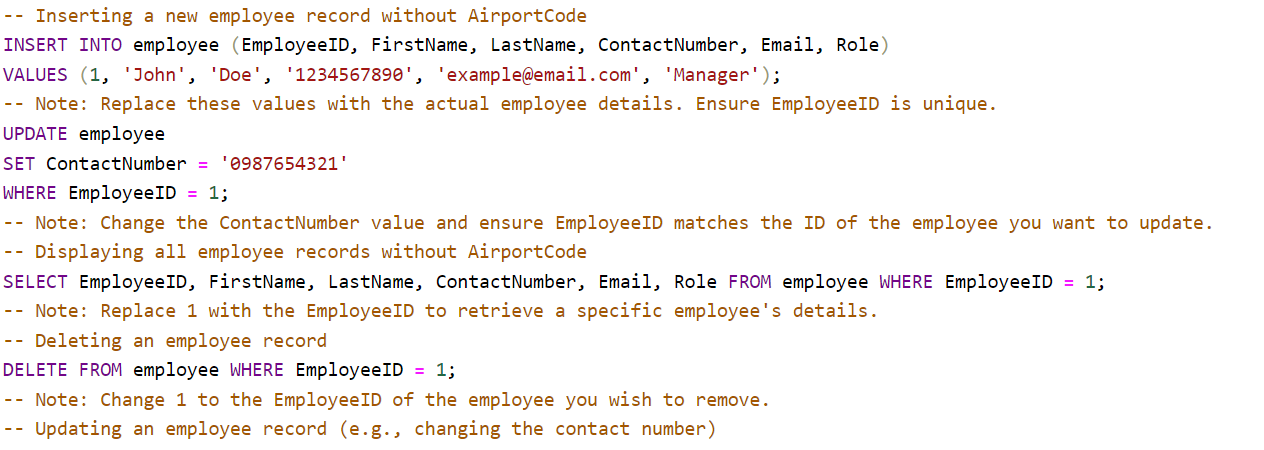 -- Inserting a new employee record without AirportCode
INSERT INTO employee (EmployeeID, FirstName, LastName, ContactNumber, Email, Role)
VALUES (1, 'John', 'Doe', '1234567890', 'example@email.com', 'Manager');
-- Note: Replace these values with the actual employee details. Ensure EmployeeID is unique.
UPDATE employee
SET ContactNumber = '0987654321'
WHERE EmployeeID = 1;
-- Note: Change the ContactNumber value and ensure EmployeeID matches the ID of the employee you want to update.
-- Displaying all employee records without AirportCode
SELECT EmployeeID, FirstName, LastName, ContactNumber, Email, Role FROM employee WHERE EmployeeID = 1;
-- Note: Replace 1 with the EmployeeID to retrieve a specific employee's details.
-- Deleting an employee record
DELETE FROM employee WHERE EmployeeID = 1;
-- Note: Change 1 to the EmployeeID of the employee you wish to remove.
-- Updating an employee record (e.g., changing the contact number)